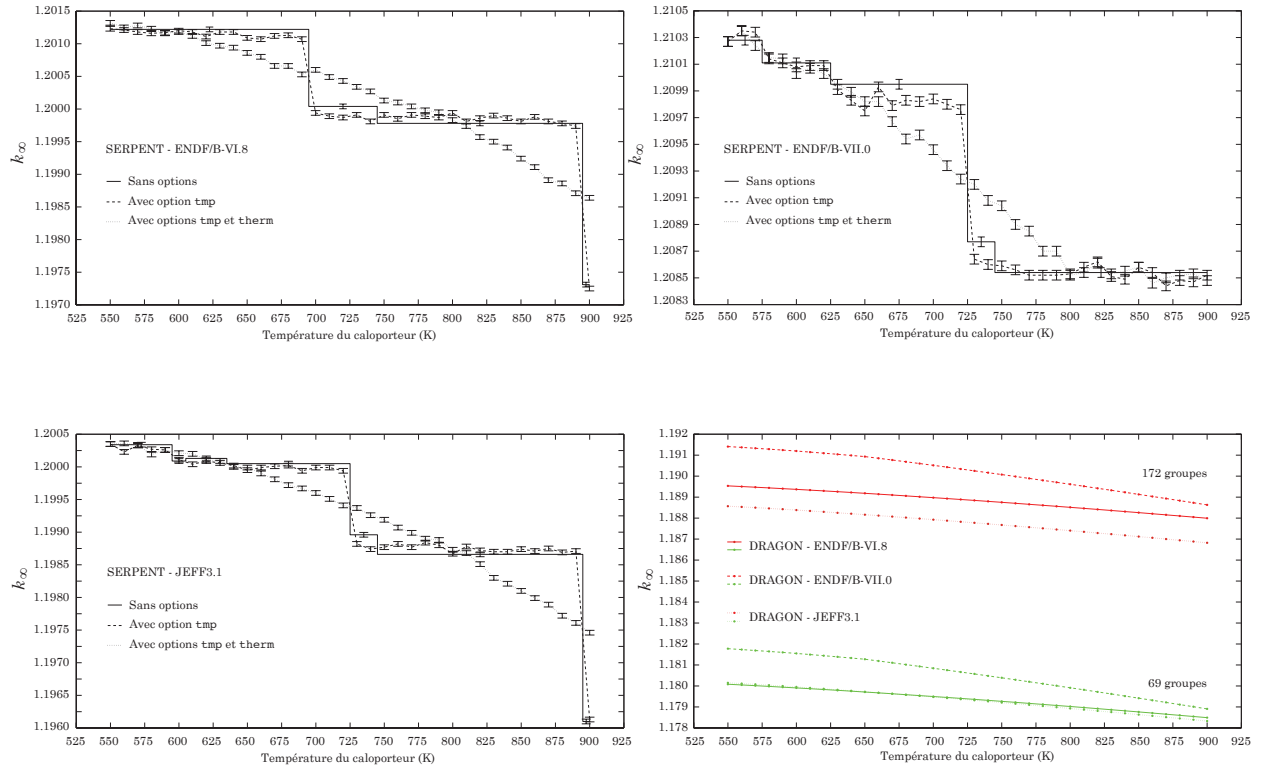 1.2015
1.2010
1.2005
1.2000
1.1995
1.1990
1.1985
1.1980
1.1975
1.1970
k∞
SERPENT - ENDF/B-VI.8
Sans options
Avec option tmp
Avec options tmp et therm
525 550 575 600 625 650 675 700 725 750 775 800 825 850 875 900 925
Température du caloporteur (K)
1.2105
1.2103
1.2101
1.2099
1.2097
1.2095
1.2093
1.2091
1.2089
1.2087
1.2085
1.2083
k∞
SERPENT - ENDF/B-VII.0
Sans options
Avec option tmp
Avec options tmp et therm
525 550 575 600 625 650 675 700 725 750 775 800 825 850 875 900 925
Température du caloporteur (K)
1.2005
1.2000
1.1995
1.1990
1.1985
1.1980
1.1975
1.1970
1.1965
1.1960
k∞
SERPENT - JEFF3.1
Sans options
Avec option tmp
Avec options tmp et therm
525 550 575 600 625 650 675 700 725 750 775 800 825 850 875 900 925
Température du caloporteur (K)
1.192
1.191
1.190
1.189
1.188
1.187
1.186
1.185
1.184
1.183
1.182
1.181
1.180
1.179
1.178
k∞
172 groupes
DRAGON - ENDF/B-VI.8
DRAGON - ENDF/B-VII.0
DRAGON - JEFF3.1
69 groupes
525 550 575 600 625 650 675 700 725 750 775 800 825 850 875 900 925
Température du caloporteur (K)